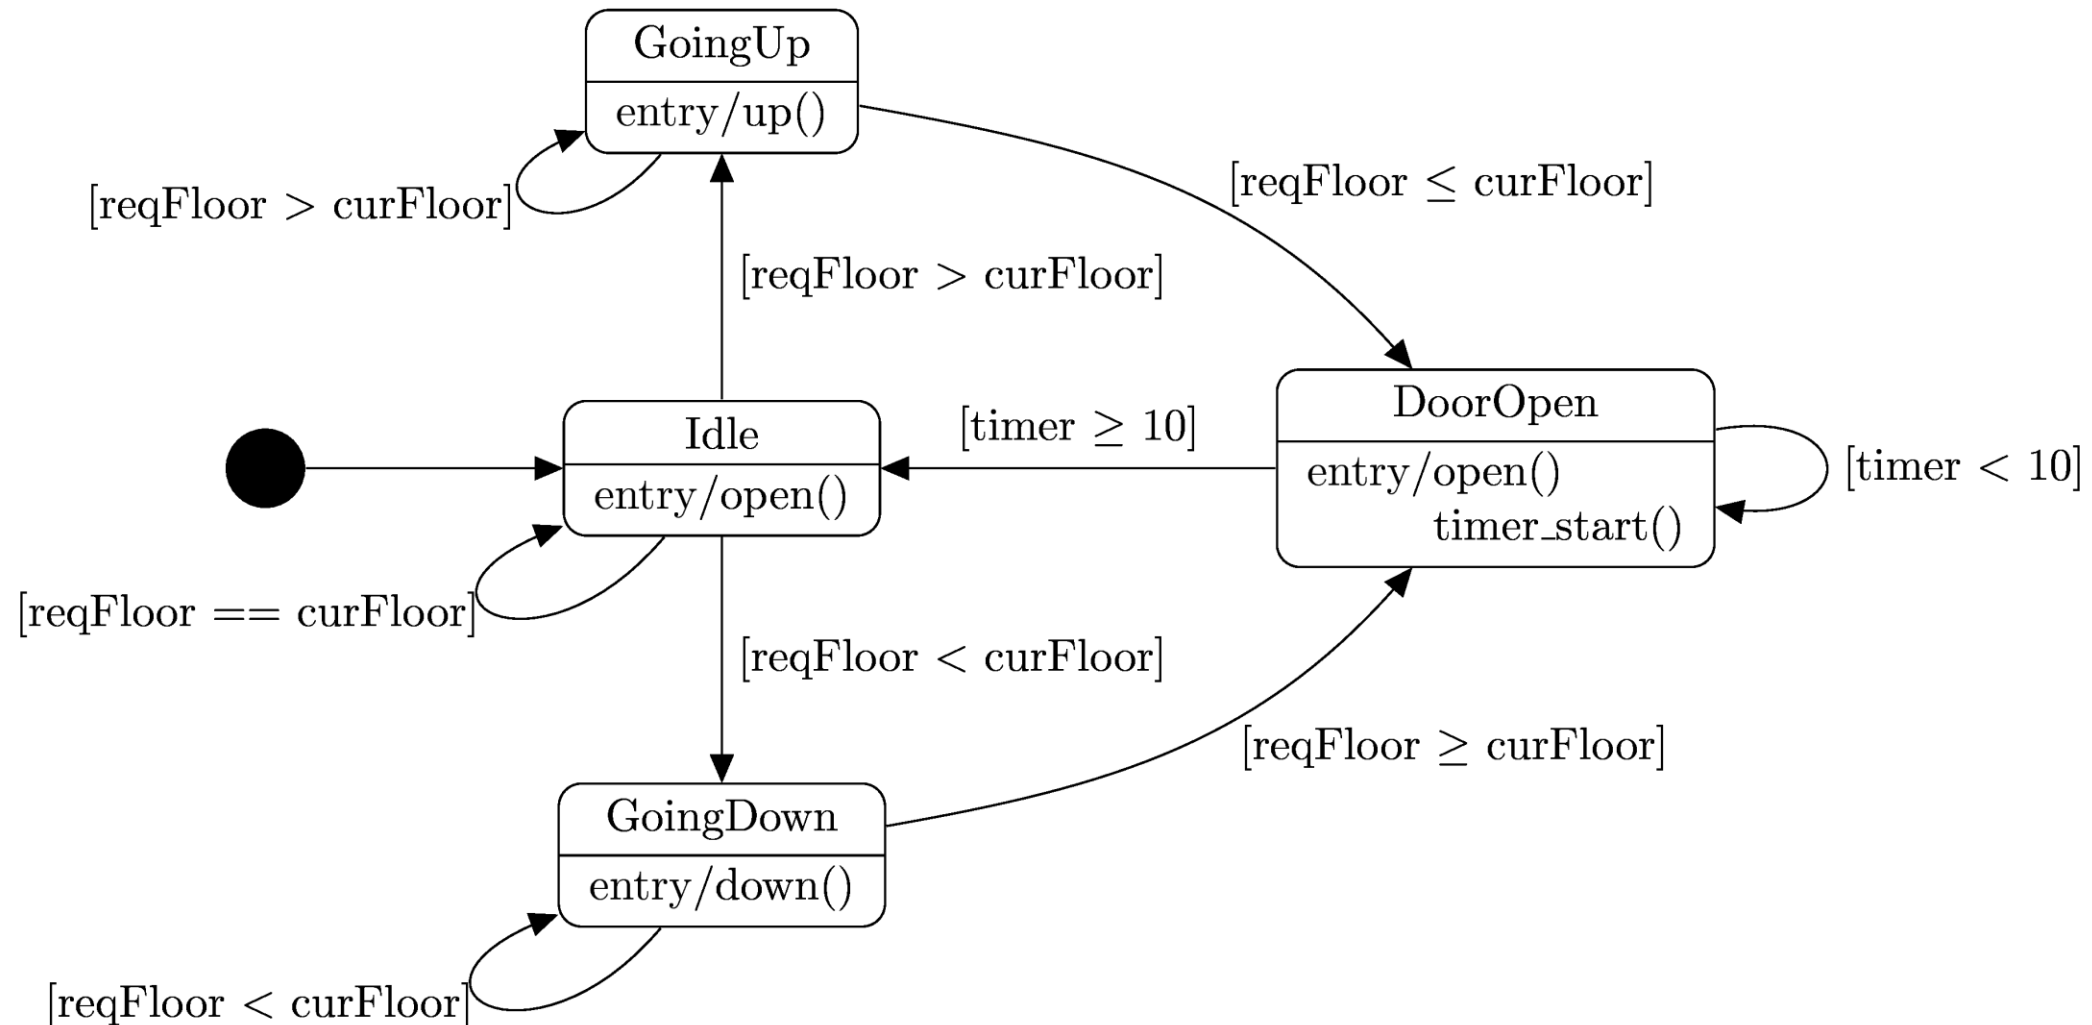 GoingUp
entry/up()
[reqFloor > curFloor]
[reqFloor ≤ curFloor]
[reqFloor > curFloor]
Idle
entry/open()
[timer ≥ 10]
DoorOpen
entry/open()
timer_start()
[timer < 10]
[reqFloor == curFloor]
[reqFloor < curFloor]
[reqFloor ≥ curFloor]
GoingDown
entry/down()
[reqFloor < curFloor]